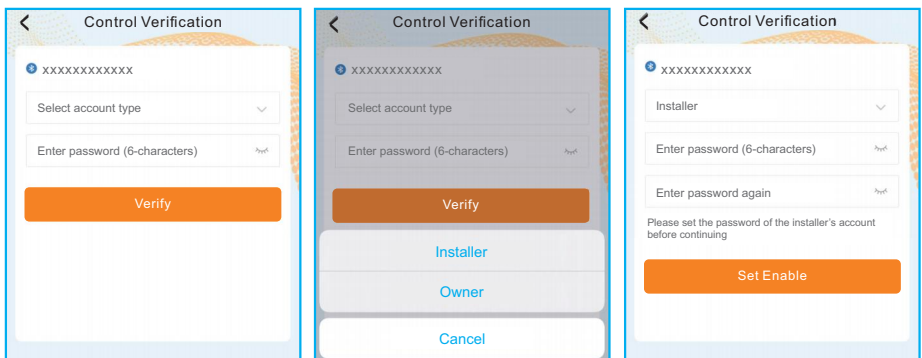 Control Verification
xxxxxxxxxxxx
Select account type
Enter password (6-characters)
Verify
Control Verification
xxxxxxxxxxxx
Select account type
Enter password (6-characters)
Verify
Installer
Owner
Cancel
Control Verification
xxxxxxxxxxxx
Installer
Enter password (6-characters)
Enter password again
Please set the password of the installer's account
before continuing
Set Enable